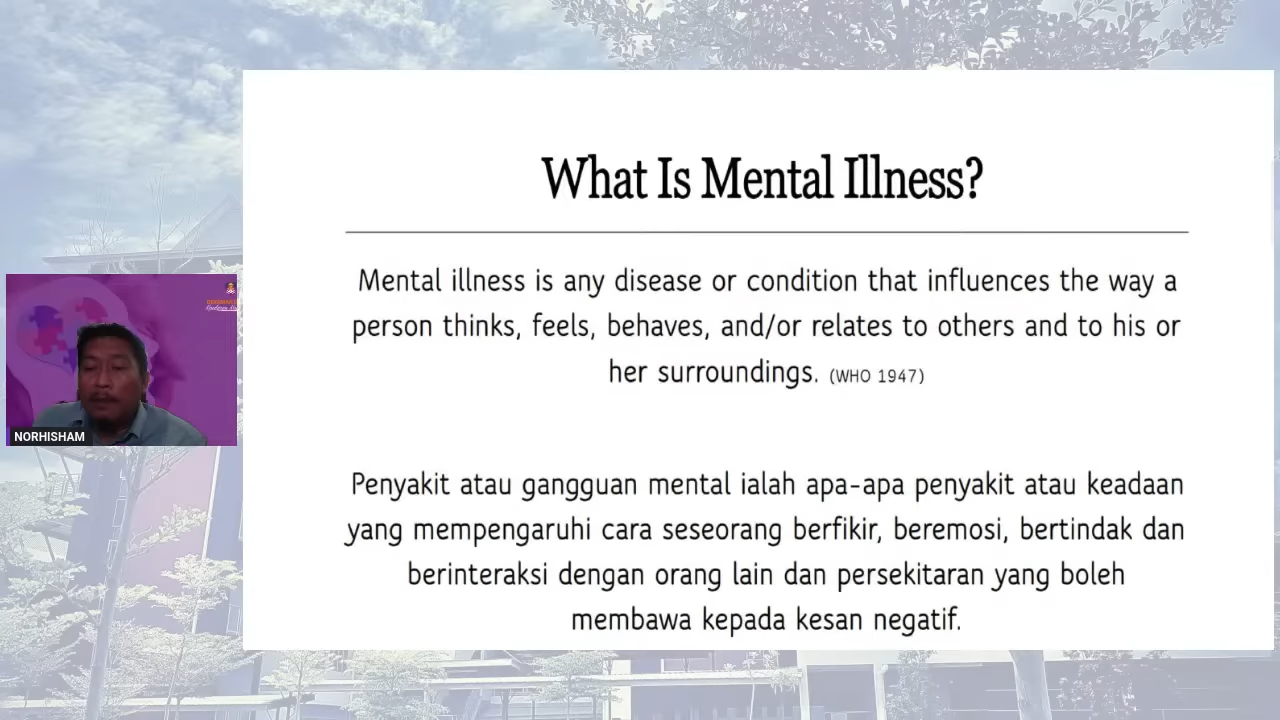 What Is Mental Illness?
Mental illness is any disease or condition that influences the way a
person thinks, feels, behaves, and/or relates to others and to his or
her surroundings. (WHO 1947)
Penyakit atau gangguan mental ialah apa-apa penyakit atau keadaan
yang mempengaruhi cara seseorang berfikir, beremosi, bertindak dan
berinteraksi dengan orang lain dan persekitaran yang boleh
membawa kepada kesan negatif.
NORHISHAM